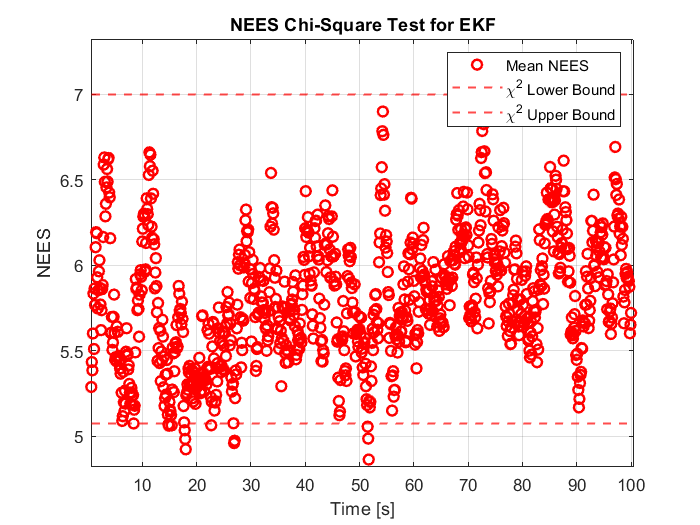 NEES Chi-Square Test for EKF
Mean NEES
χ² Lower Bound
χ² Upper Bound
7
6.5
6
5.5
5
NEES
10 20 30 40 50 60 70 80 90 100
Time [s]